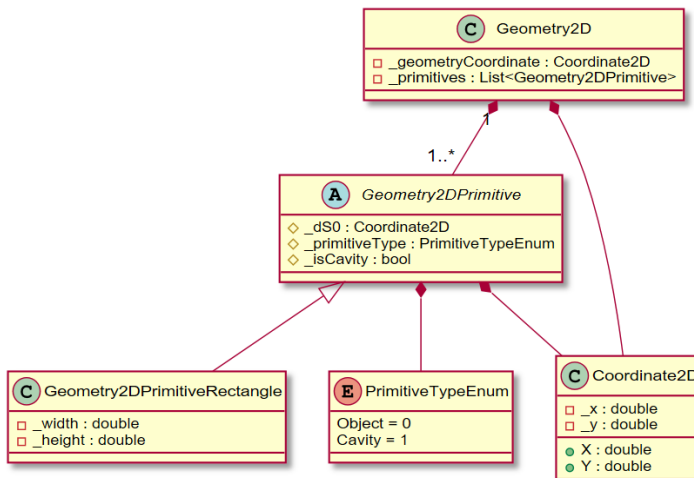 C Geometry2D
_geometryCoordinate : Coordinate2D
_primitives : List<Geometry2DPrimitive>
1
1..*
A Geometry2DPrimitive
_dS0 : Coordinate2D
_primitiveType : PrimitiveTypeEnum
_isCavity : bool
C Geometry2DPrimitiveRectangle
_width : double
_height : double
E PrimitiveTypeEnum
Object = 0
Cavity = 1
C Coordinate2D
_x : double
_y : double
X : double
Y : double